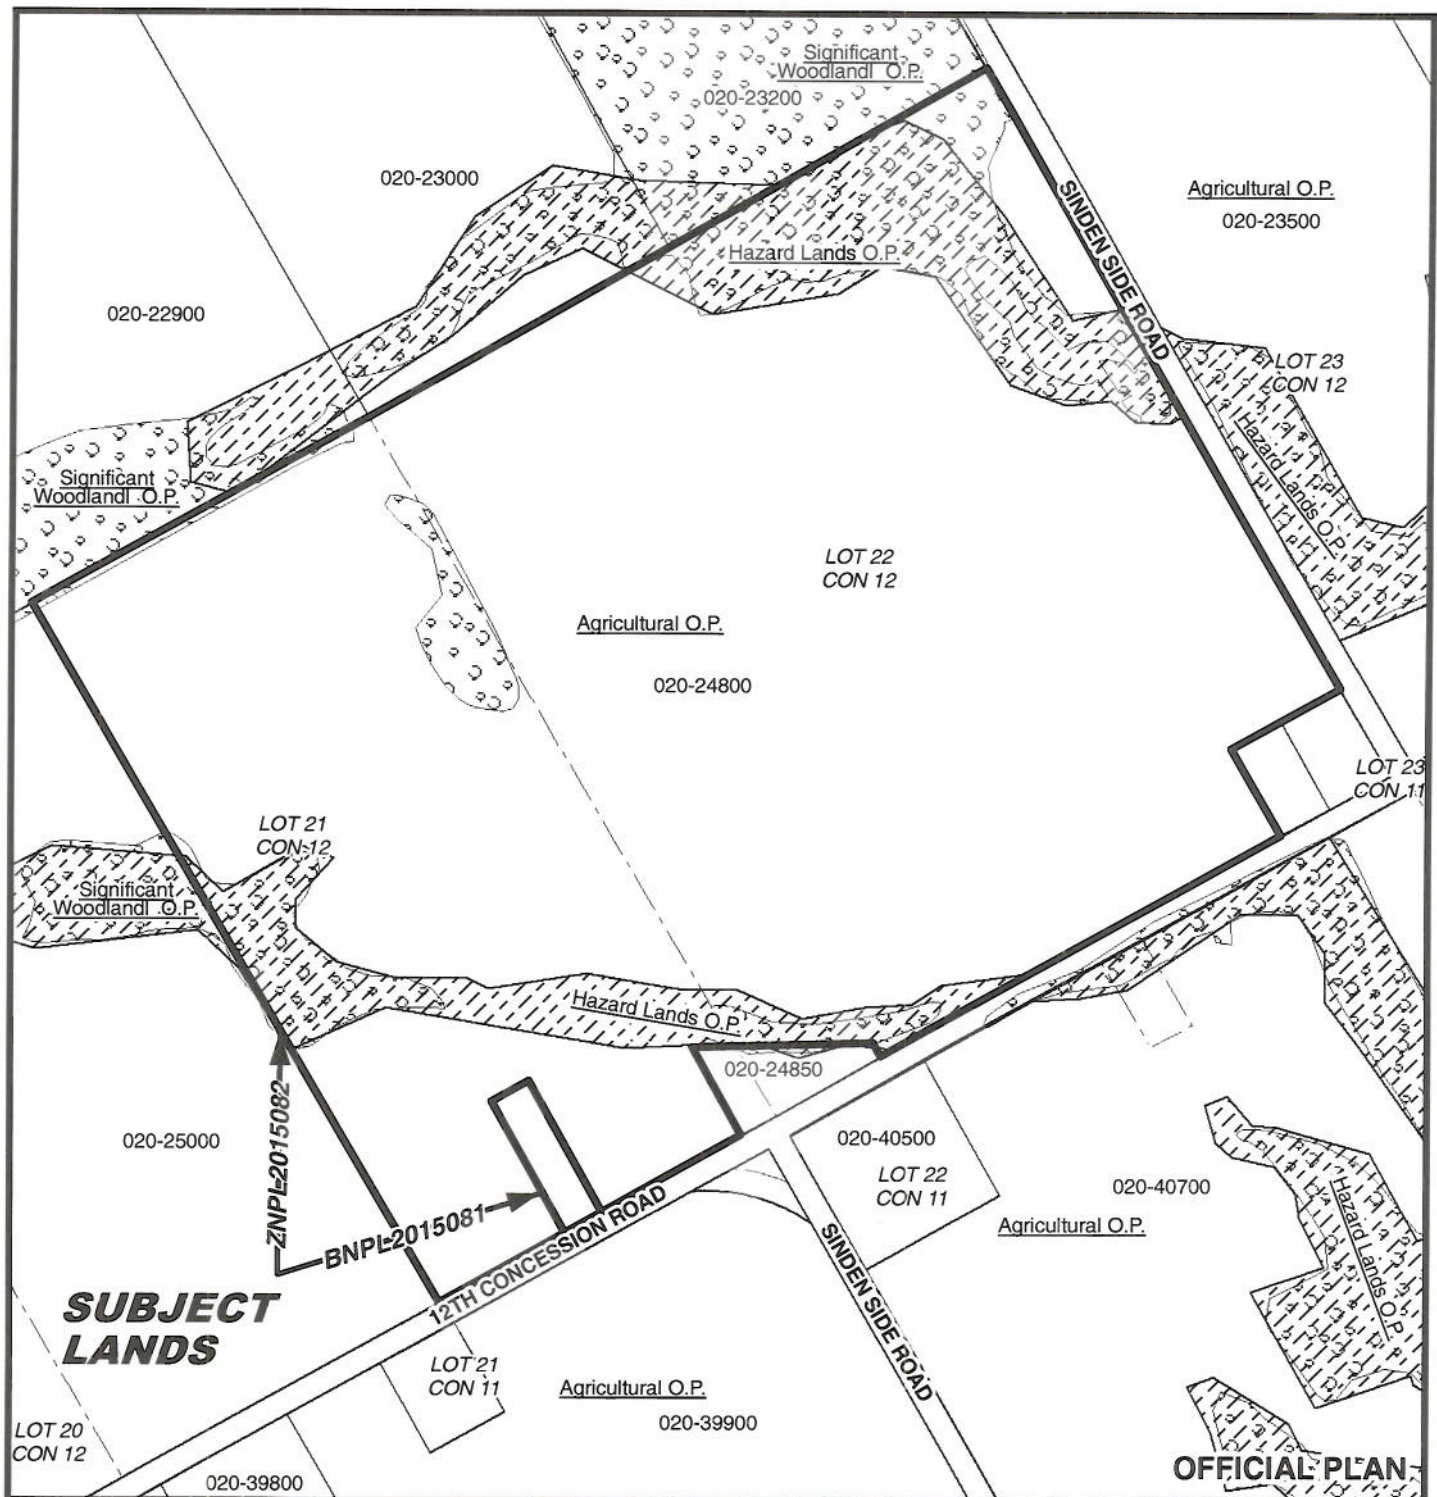 Significant
Woodlandl O.P.
020-23200
020-23000
Agricultural O.P.
020-23500
SINDEN SIDE ROAD
Hazard Lands O.P.
020-22900
LOT 23
CON 12
Hazard Lands O.P.
Significant
Woodlandl O.P.
LOT 22
CON 12
Agricultural O.P.
020-24800
LOT 23
CON 11
LOT 21
CON 12
Significant
Woodlandl O.P.
Hazard Lands O.P.
020-24850
ZNPL2015082
020-25000
020-40500
LOT 22
CON 11
020-40700
Hazard Lands O.P.
Agricultural O.P.
BNPL2015081
12TH CONCESSION ROAD
SINDEN SIDE ROAD
SUBJECT
LANDS
LOT 21
CON 11
Agricultural O.P.
020-39900
LOT 20
CON 12
020-39800
OFFICIAL PLAN